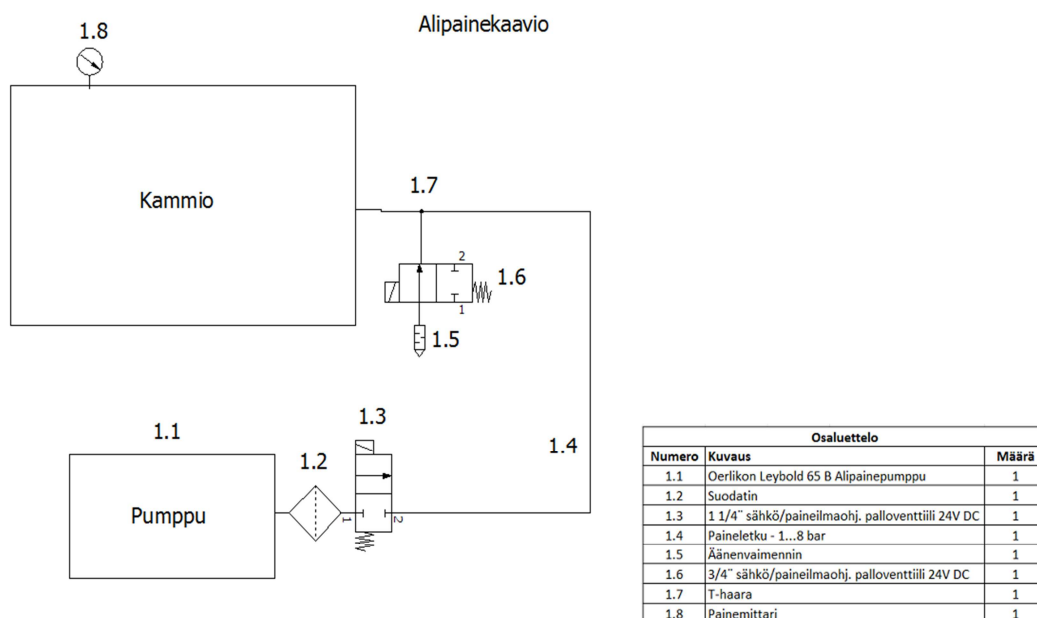 Alipainekaavio
1.8
Kammio
1.7
2
1.6
1
1.5
1.1
1.2
1.3
1.4
Pumppu
1
2
Osaluettelo
Numero Kuvaus Määrä
1.1 Oerlikon Leybold 65 B Alipainepumppu 1
1.2 Suodatin 1
1.3 1 1/4¨ sähkö/paineilmaohj. palloventtiili 24V DC 1
1.4 Paineletku - 1...8 bar 1
1.5 Äänenvaimennin 1
1.6 3/4¨ sähkö/paineilmaohj. palloventtiili 24V DC 1
1.7 T-haara 1
1.8 Painemittari 1